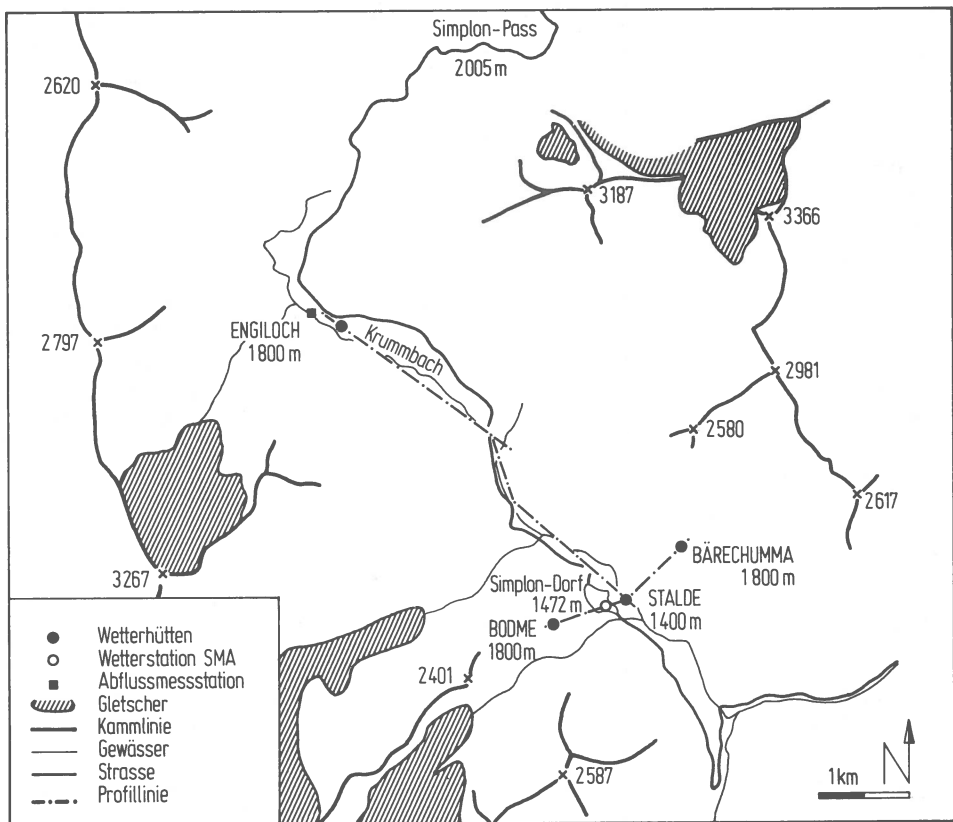 Simplon-Pass
2005 m
2620
3187
3366
ENGILOCH
1800 m
Krummbach
2797
2981
2580
2617
BÄRECHUMMA
1800 m
3267
Simplon-Dorf
1472 m
STALDE
1400 m
BODME
1800 m
2401
2587
Wetterhütten
Wetterstation SMA
Abflussmessstation
Gletscher
Kammlinie
Gewässer
Strasse
Profillinie
1km
N